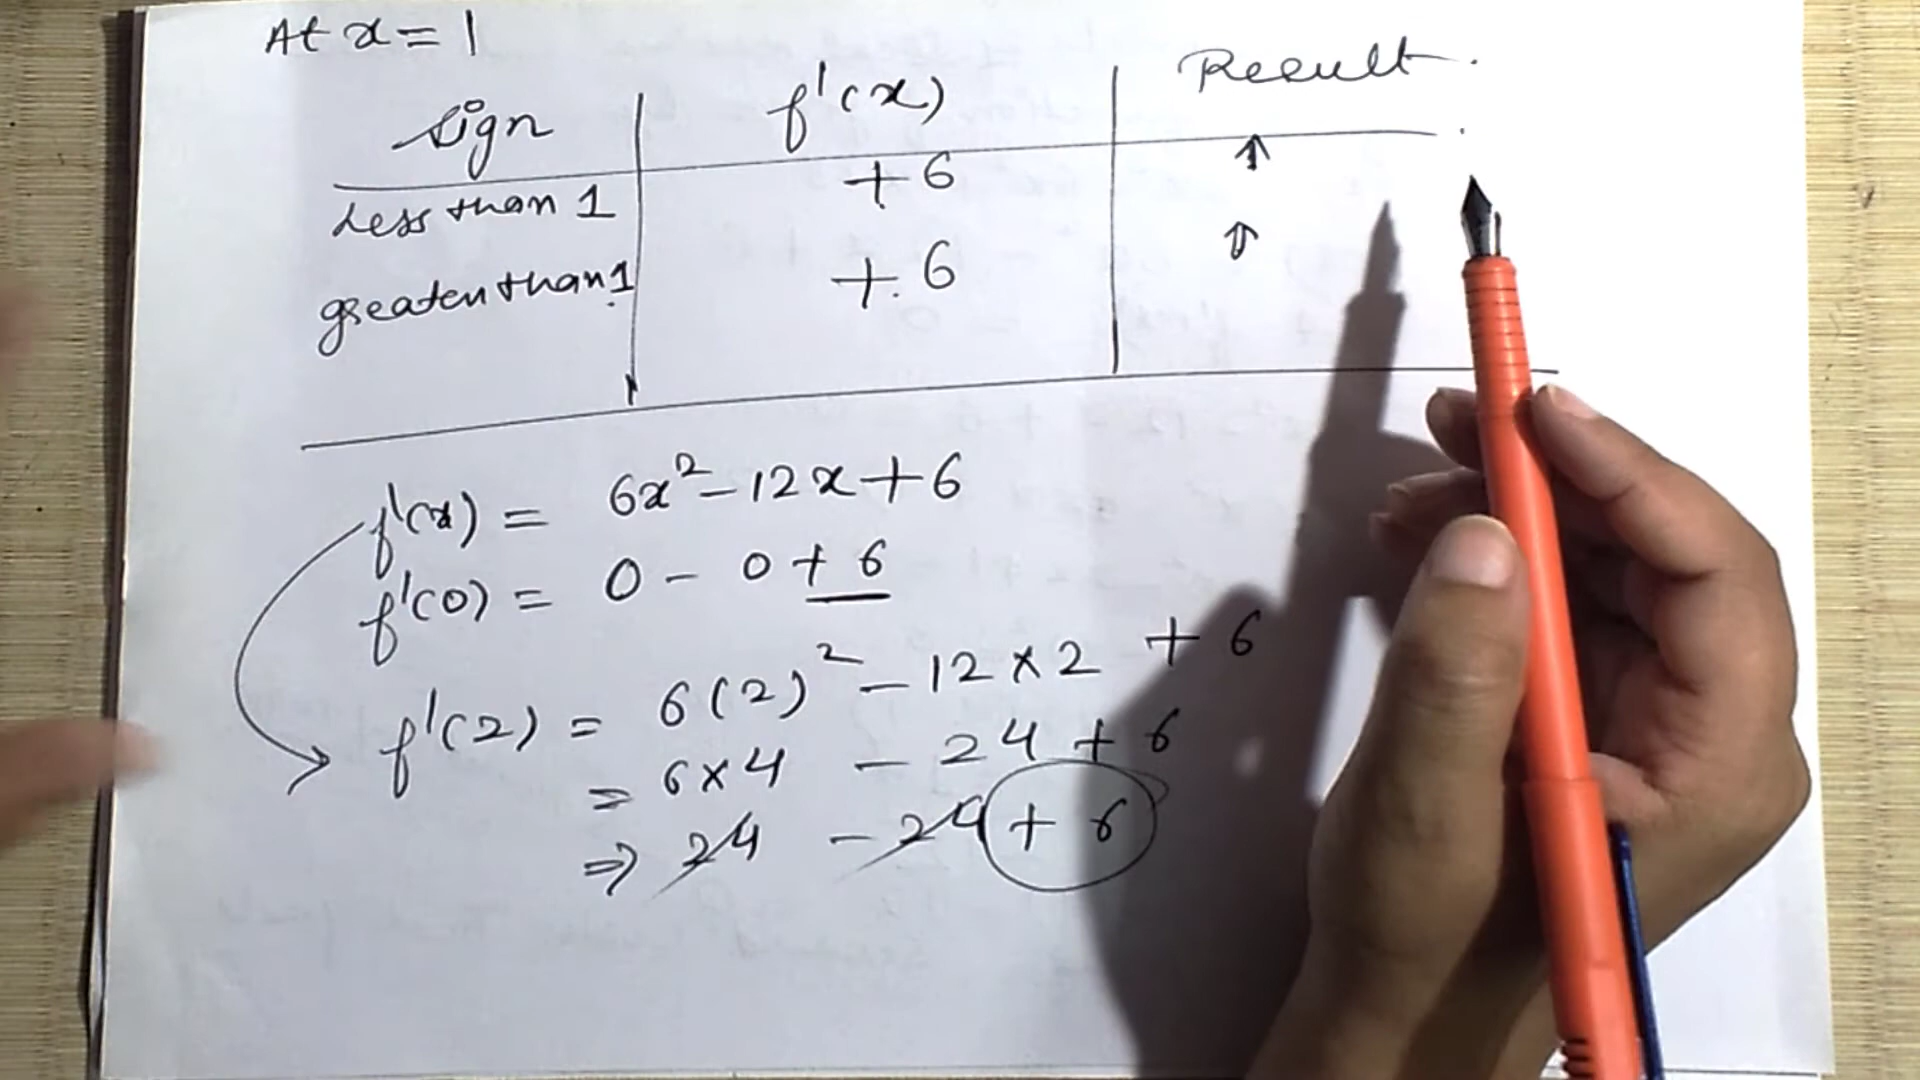 At x = 1
sign f'(x) Result.
Less than 1 + 6 ↑
greater than 1 + 6 ↑
f'(x) = 6x² - 12x + 6
f'(0) = 0 - 0 + 6
f'(2) = 6(2)² - 12 × 2 + 6
= 6×4 - 24 + 6
⇒ 24 - 24 + 6